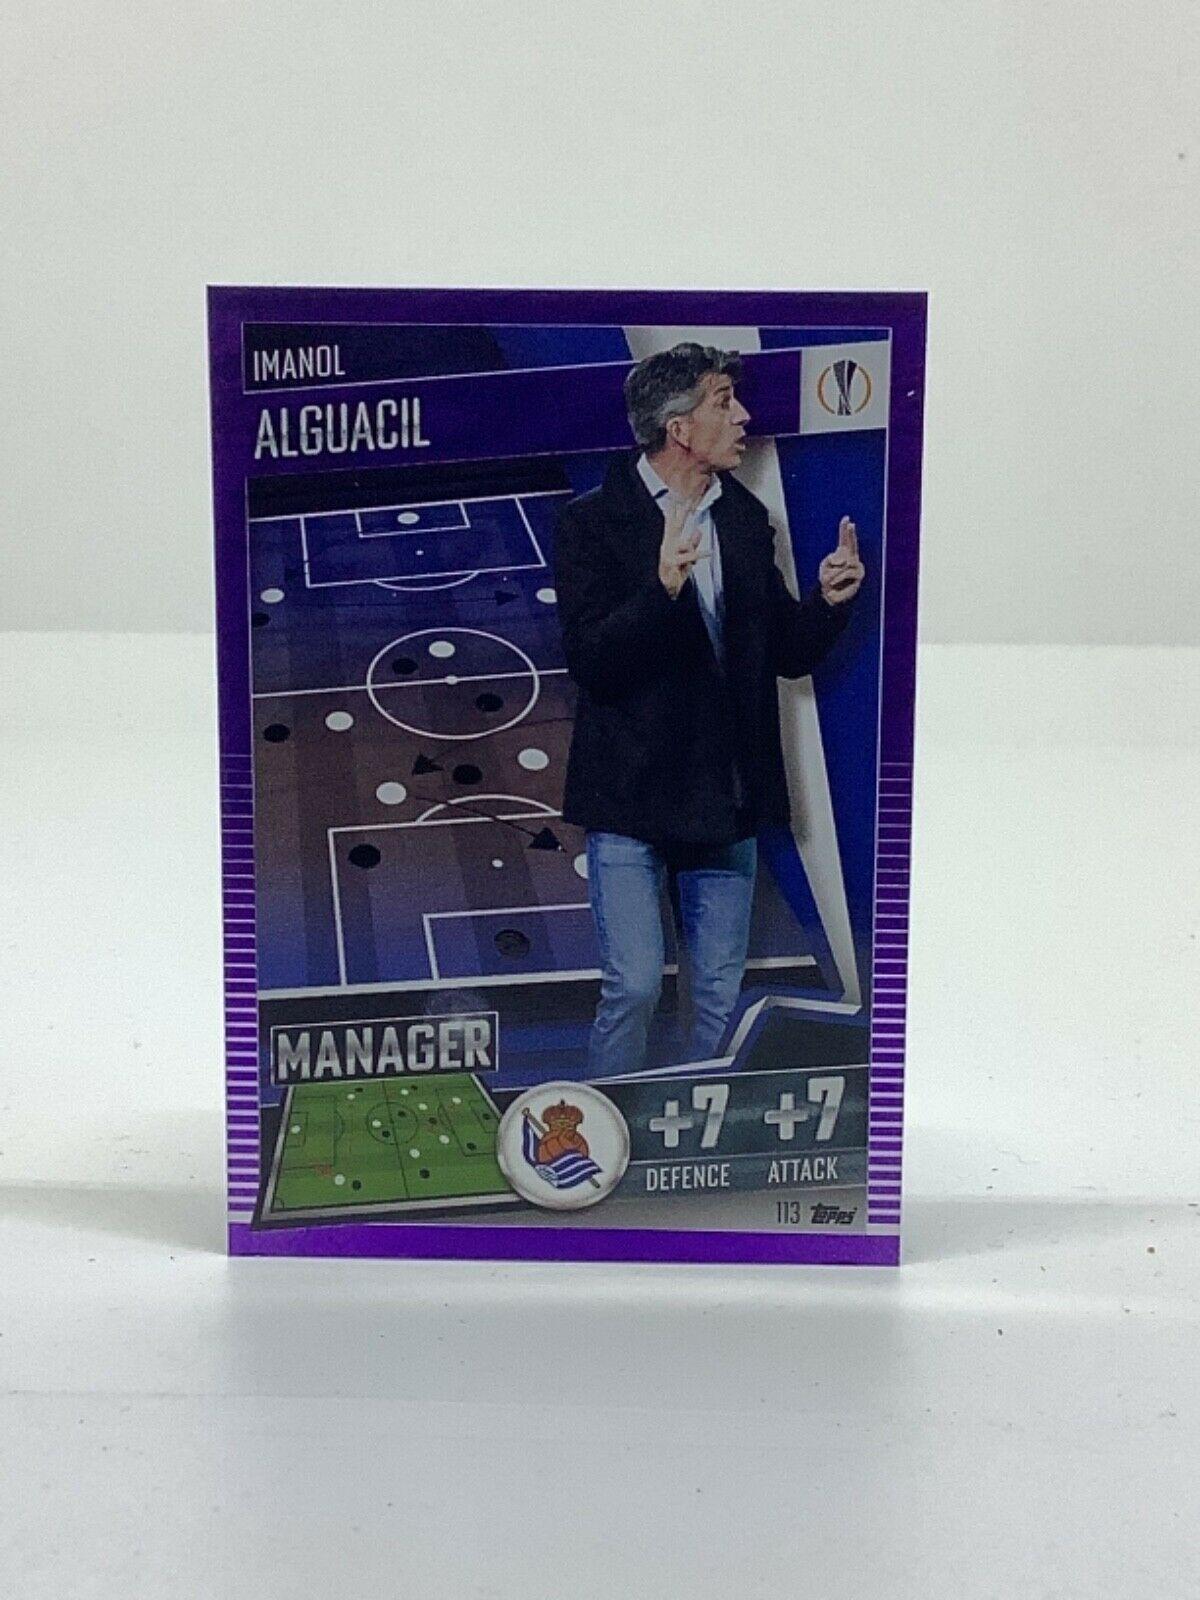 IMANOL
ALGUACIL
MANAGER
+7 +7
DEFENCE ATTACK
113 Topps